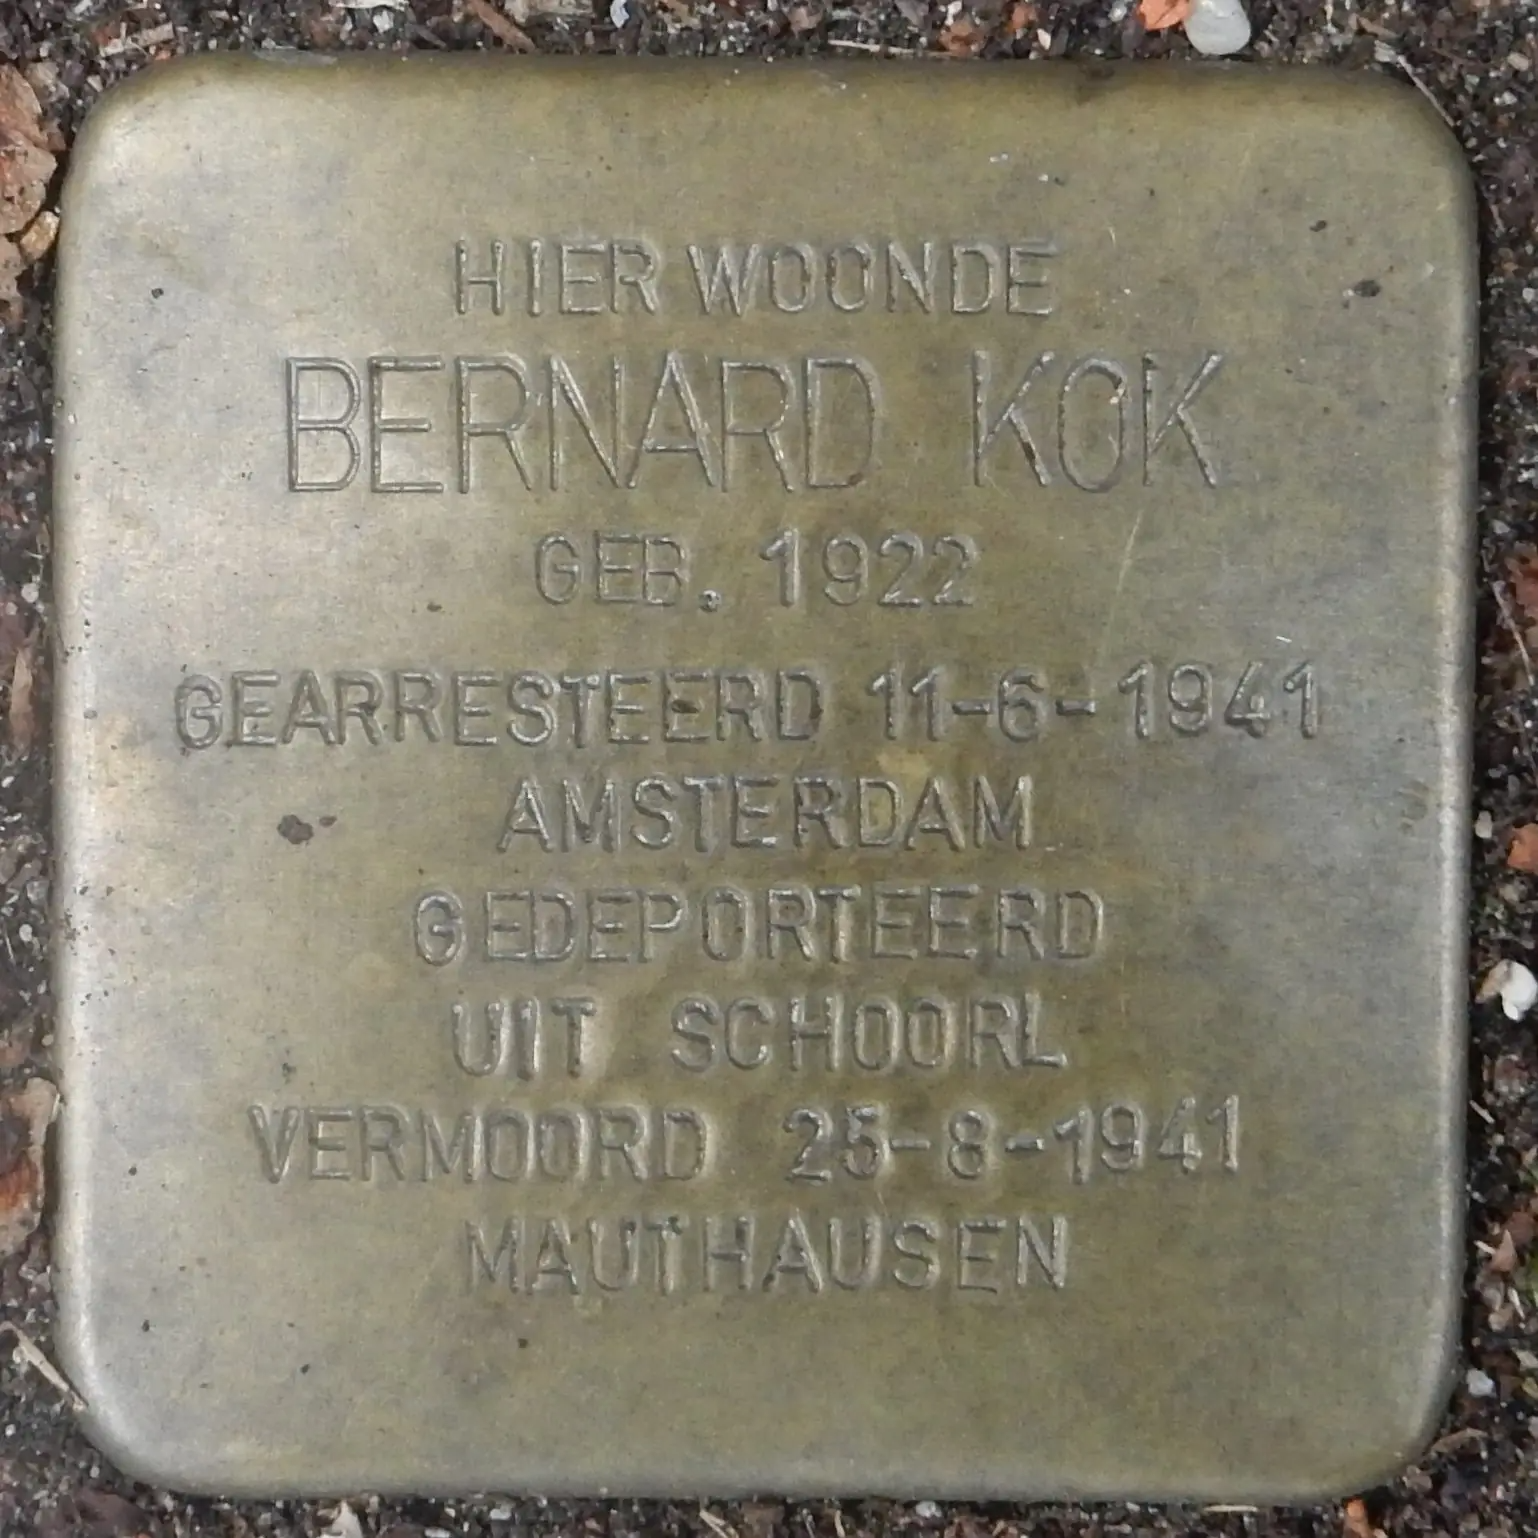 HIER WOONDE
BERNARD KOK
GEB. 1922
GEARRESTEERD 11-6-1941
AMSTERDAM
GEDEPORTEERD
UIT SCHOORL
VERMOORD 25-8-1941
MAUTHAUSEN